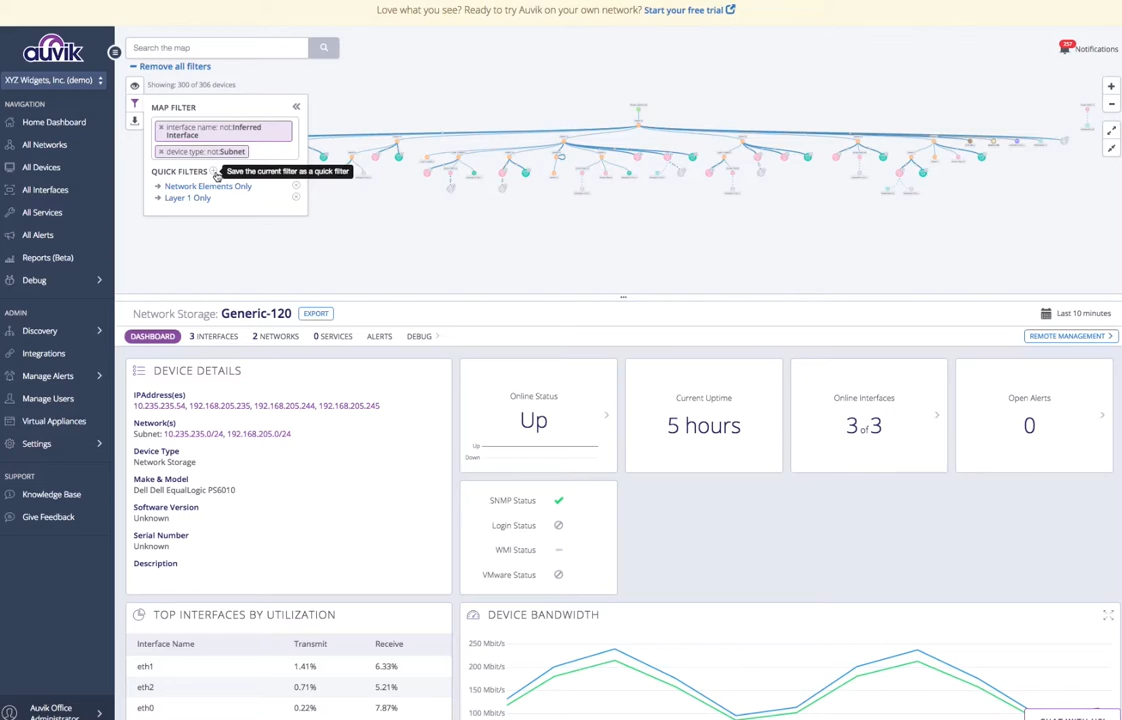 Love what you see? Ready to try Auvik on your own network? Start your free trial
auvik
XYZ Widgets, Inc. (demo)
NAVIGATION
Home Dashboard
All Networks
All Devices
All Interfaces
All Services
All Alerts
Reports (Beta)
Debug
ADMIN
Discovery
Integrations
Manage Alerts
Manage Users
Virtual Appliances
Settings
SUPPORT
Knowledge Base
Give Feedback
Auvik Office
Administrator
Search the map
Remove all filters
Showing: 300 of 306 devices
MAP FILTER
interface name: not:Inferred
Interface
device type: not:Subnet
QUICK FILTERS
Save the current filter as a quick filter
Network Elements Only
Layer 1 Only
257
Notifications
Network Storage: Generic-120 EXPORT
Last 10 minutes
DASHBOARD 3 INTERFACES 2 NETWORKS 0 SERVICES ALERTS DEBUG
REMOTE MANAGEMENT
DEVICE DETAILS
IPAddress(es)
10.235.235.54, 192.168.205.235, 192.168.205.244, 192.168.205.245
Network(s)
Subnet: 10.235.235.0/24, 192.168.205.0/24
Device Type
Network Storage
Make & Model
Dell Dell EqualLogic PS6010
Software Version
Unknown
Serial Number
Unknown
Description
Online Status
Up
Up
Down
Current Uptime
5 hours
Online Interfaces
3 of 3
Open Alerts
0
SNMP Status
Login Status
WMI Status
VMware Status
TOP INTERFACES BY UTILIZATION
Interface Name Transmit Receive
eth1 1.41% 6.33%
eth2 0.71% 5.21%
eth0 0.22% 7.87%
DEVICE BANDWIDTH
250 Mbit/s
200 Mbit/s
150 Mbit/s
100 Mbit/s
CHAT WITH US!